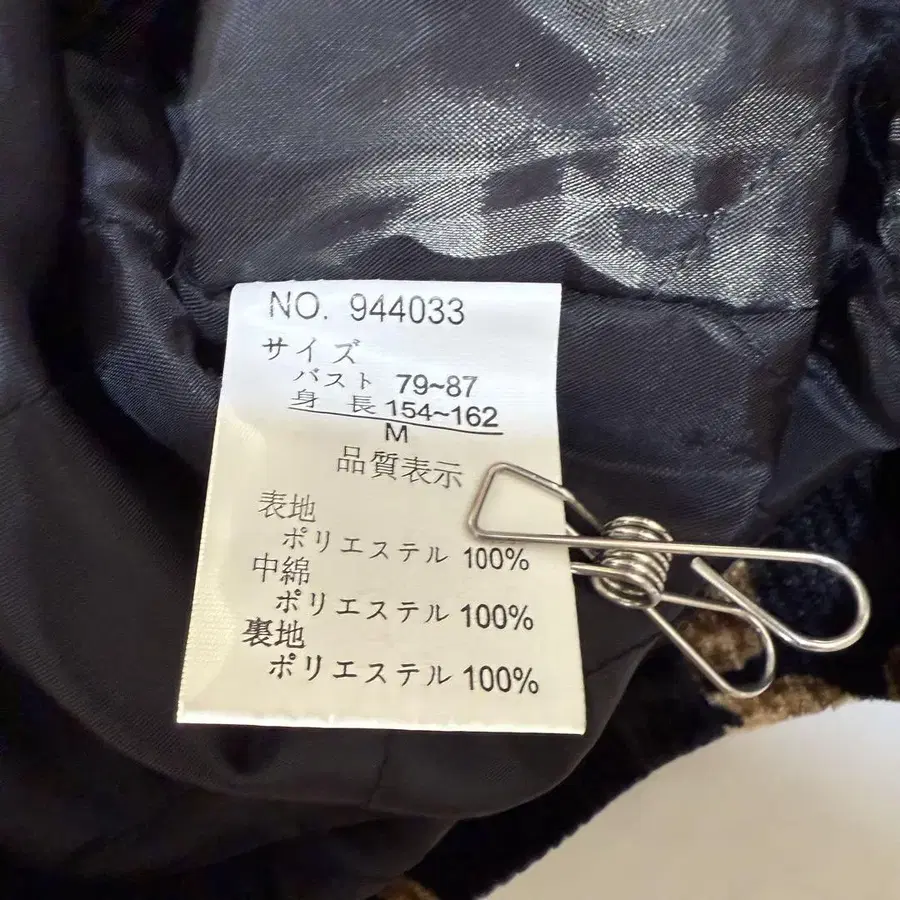 NO. 944033
サイズ
バスト 79~87
身 長 154~162
M
品質表示
表地
ポリエステル 100%
中綿
ポリエステル 100%
裏地
ポリエステル 100%